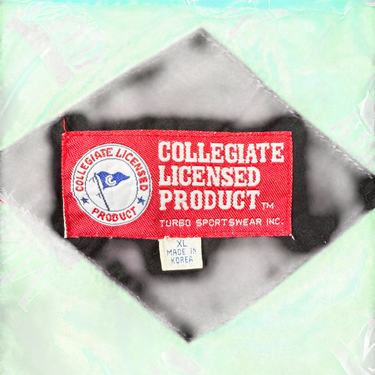 COLLEGIATE LICENSED
PRODUCT
C
COLLEGIATE
LICENSED
PRODUCT™
TURBO SPORTSWEAR INC.
XL
MADE IN
KOREA